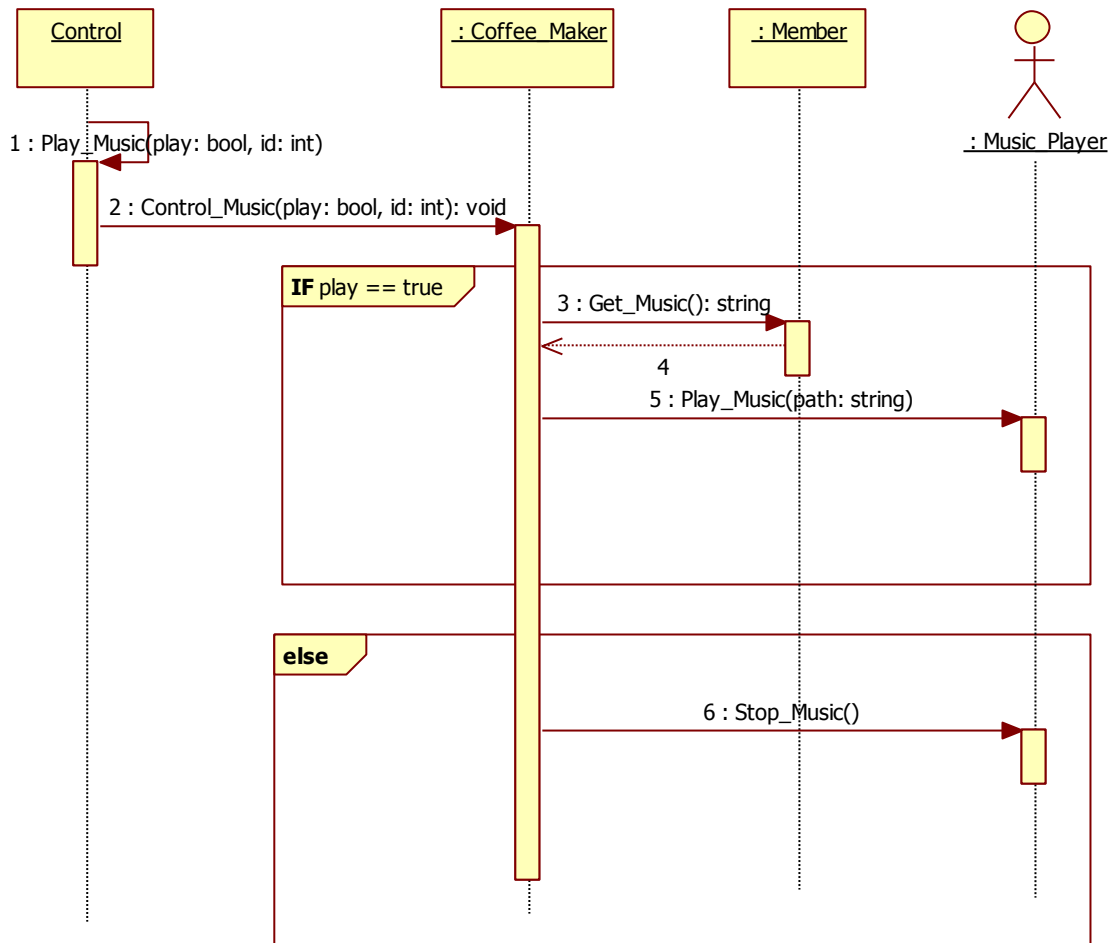 Control
: Coffee_Maker
: Member
: Music_Player
1 : Play_Music(play: bool, id: int)
2 : Control_Music(play: bool, id: int): void
IF play == true
3 : Get_Music(): string
4
5 : Play_Music(path: string)
else
6 : Stop_Music()